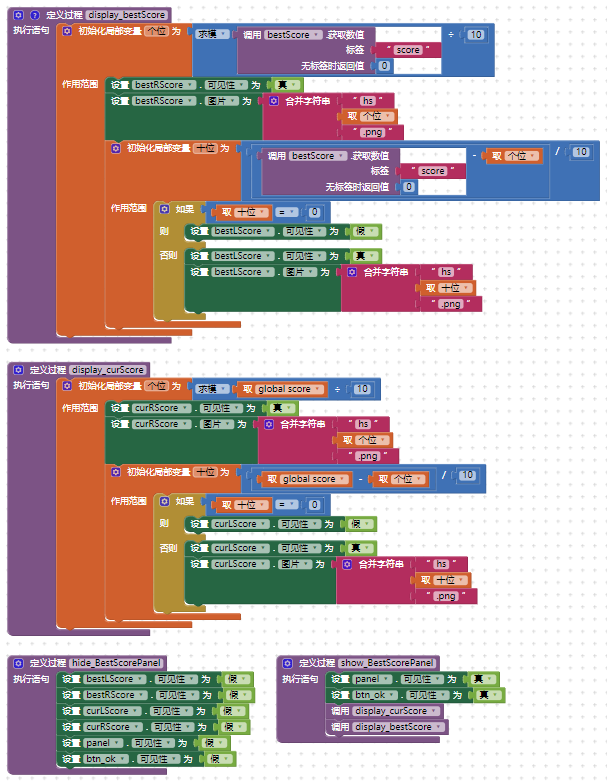 定义过程 display_bestScore
执行语句 初始化局部变量 个位 为 求模 调用 bestScore .获取数值 ÷ 10
标签 " score "
无标签时返回值 0
作用范围 设置 bestRScore . 可见性 为 真
设置 bestRScore . 图片 为 合并字符串 " hs "
取 个位
" .png "
初始化局部变量 十位 为 调用 bestScore .获取数值 - 取 个位 / 10
标签 " score "
无标签时返回值 0
作用范围 如果 取 十位 = 0
则 设置 bestLScore . 可见性 为 假
否则 设置 bestLScore . 可见性 为 真
设置 bestLScore . 图片 为 合并字符串 " hs "
取 十位
" .png "
定义过程 display_curScore
执行语句 初始化局部变量 个位 为 求模 取 global score ÷ 10
作用范围 设置 curRScore . 可见性 为 真
设置 curRScore . 图片 为 合并字符串 " hs "
取 个位
" .png "
初始化局部变量 十位 为 取 global score - 取 个位 / 10
作用范围 如果 取 十位 = 0
则 设置 curLScore . 可见性 为 假
否则 设置 curLScore . 可见性 为 真
设置 curLScore . 图片 为 合并字符串 " hs "
取 十位
" .png "
定义过程 hide_BestScorePanel
执行语句 设置 bestLScore . 可见性 为 假
设置 bestRScore . 可见性 为 假
设置 curLScore . 可见性 为 假
设置 curRScore . 可见性 为 假
设置 panel . 可见性 为 假
设置 btn_ok . 可见性 为 假
定义过程 show_BestScorePanel
执行语句 设置 panel . 可见性 为 真
设置 btn_ok . 可见性 为 真
调用 display_curScore
调用 display_bestScore